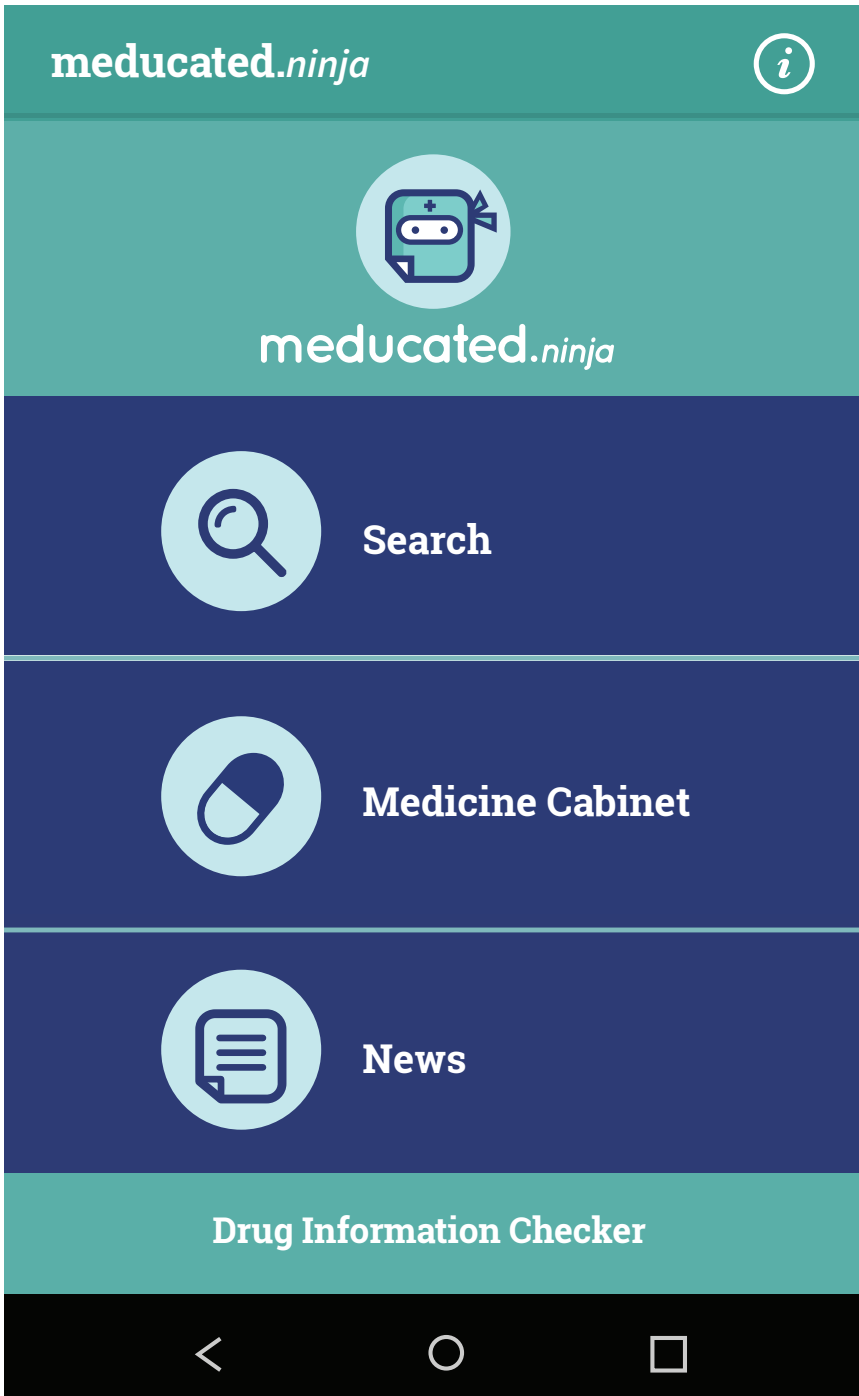 meducated.ninja
i
meducated.ninja
Search
Medicine Cabinet
News
Drug Information Checker